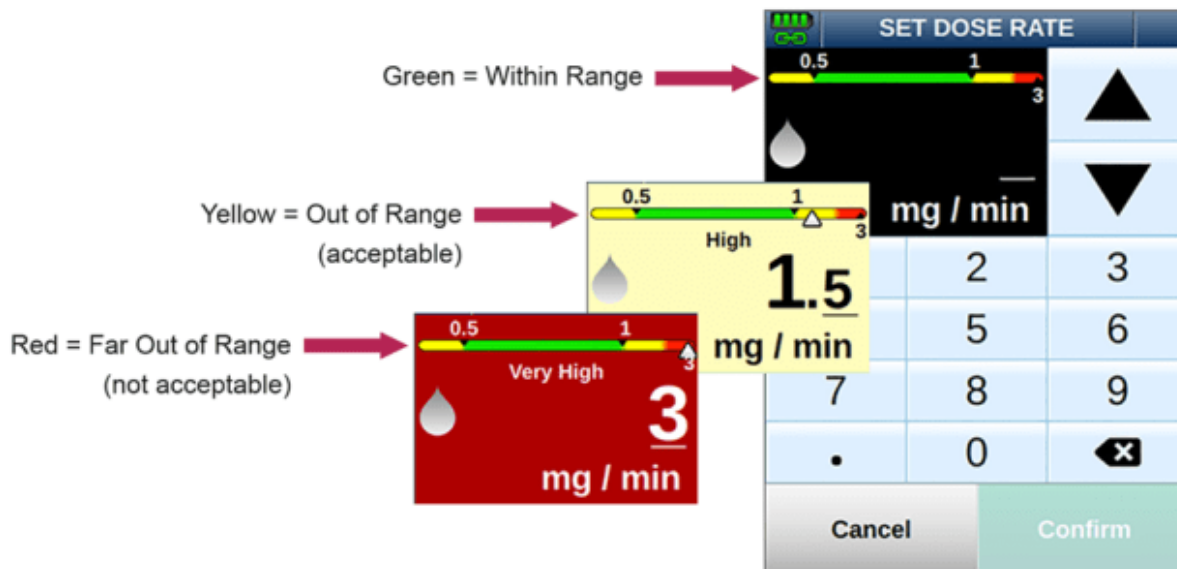 SET DOSE RATE
Green = Within Range
0.5 1
3
mg / min
Yellow = Out of Range
(acceptable)
0.5 1
3
High
1.5
mg / min
Red = Far Out of Range
(not acceptable)
0.5 1
3
Very High
3
mg / min
2 3
5 6
7 8 9
. 0
Cancel Confirm